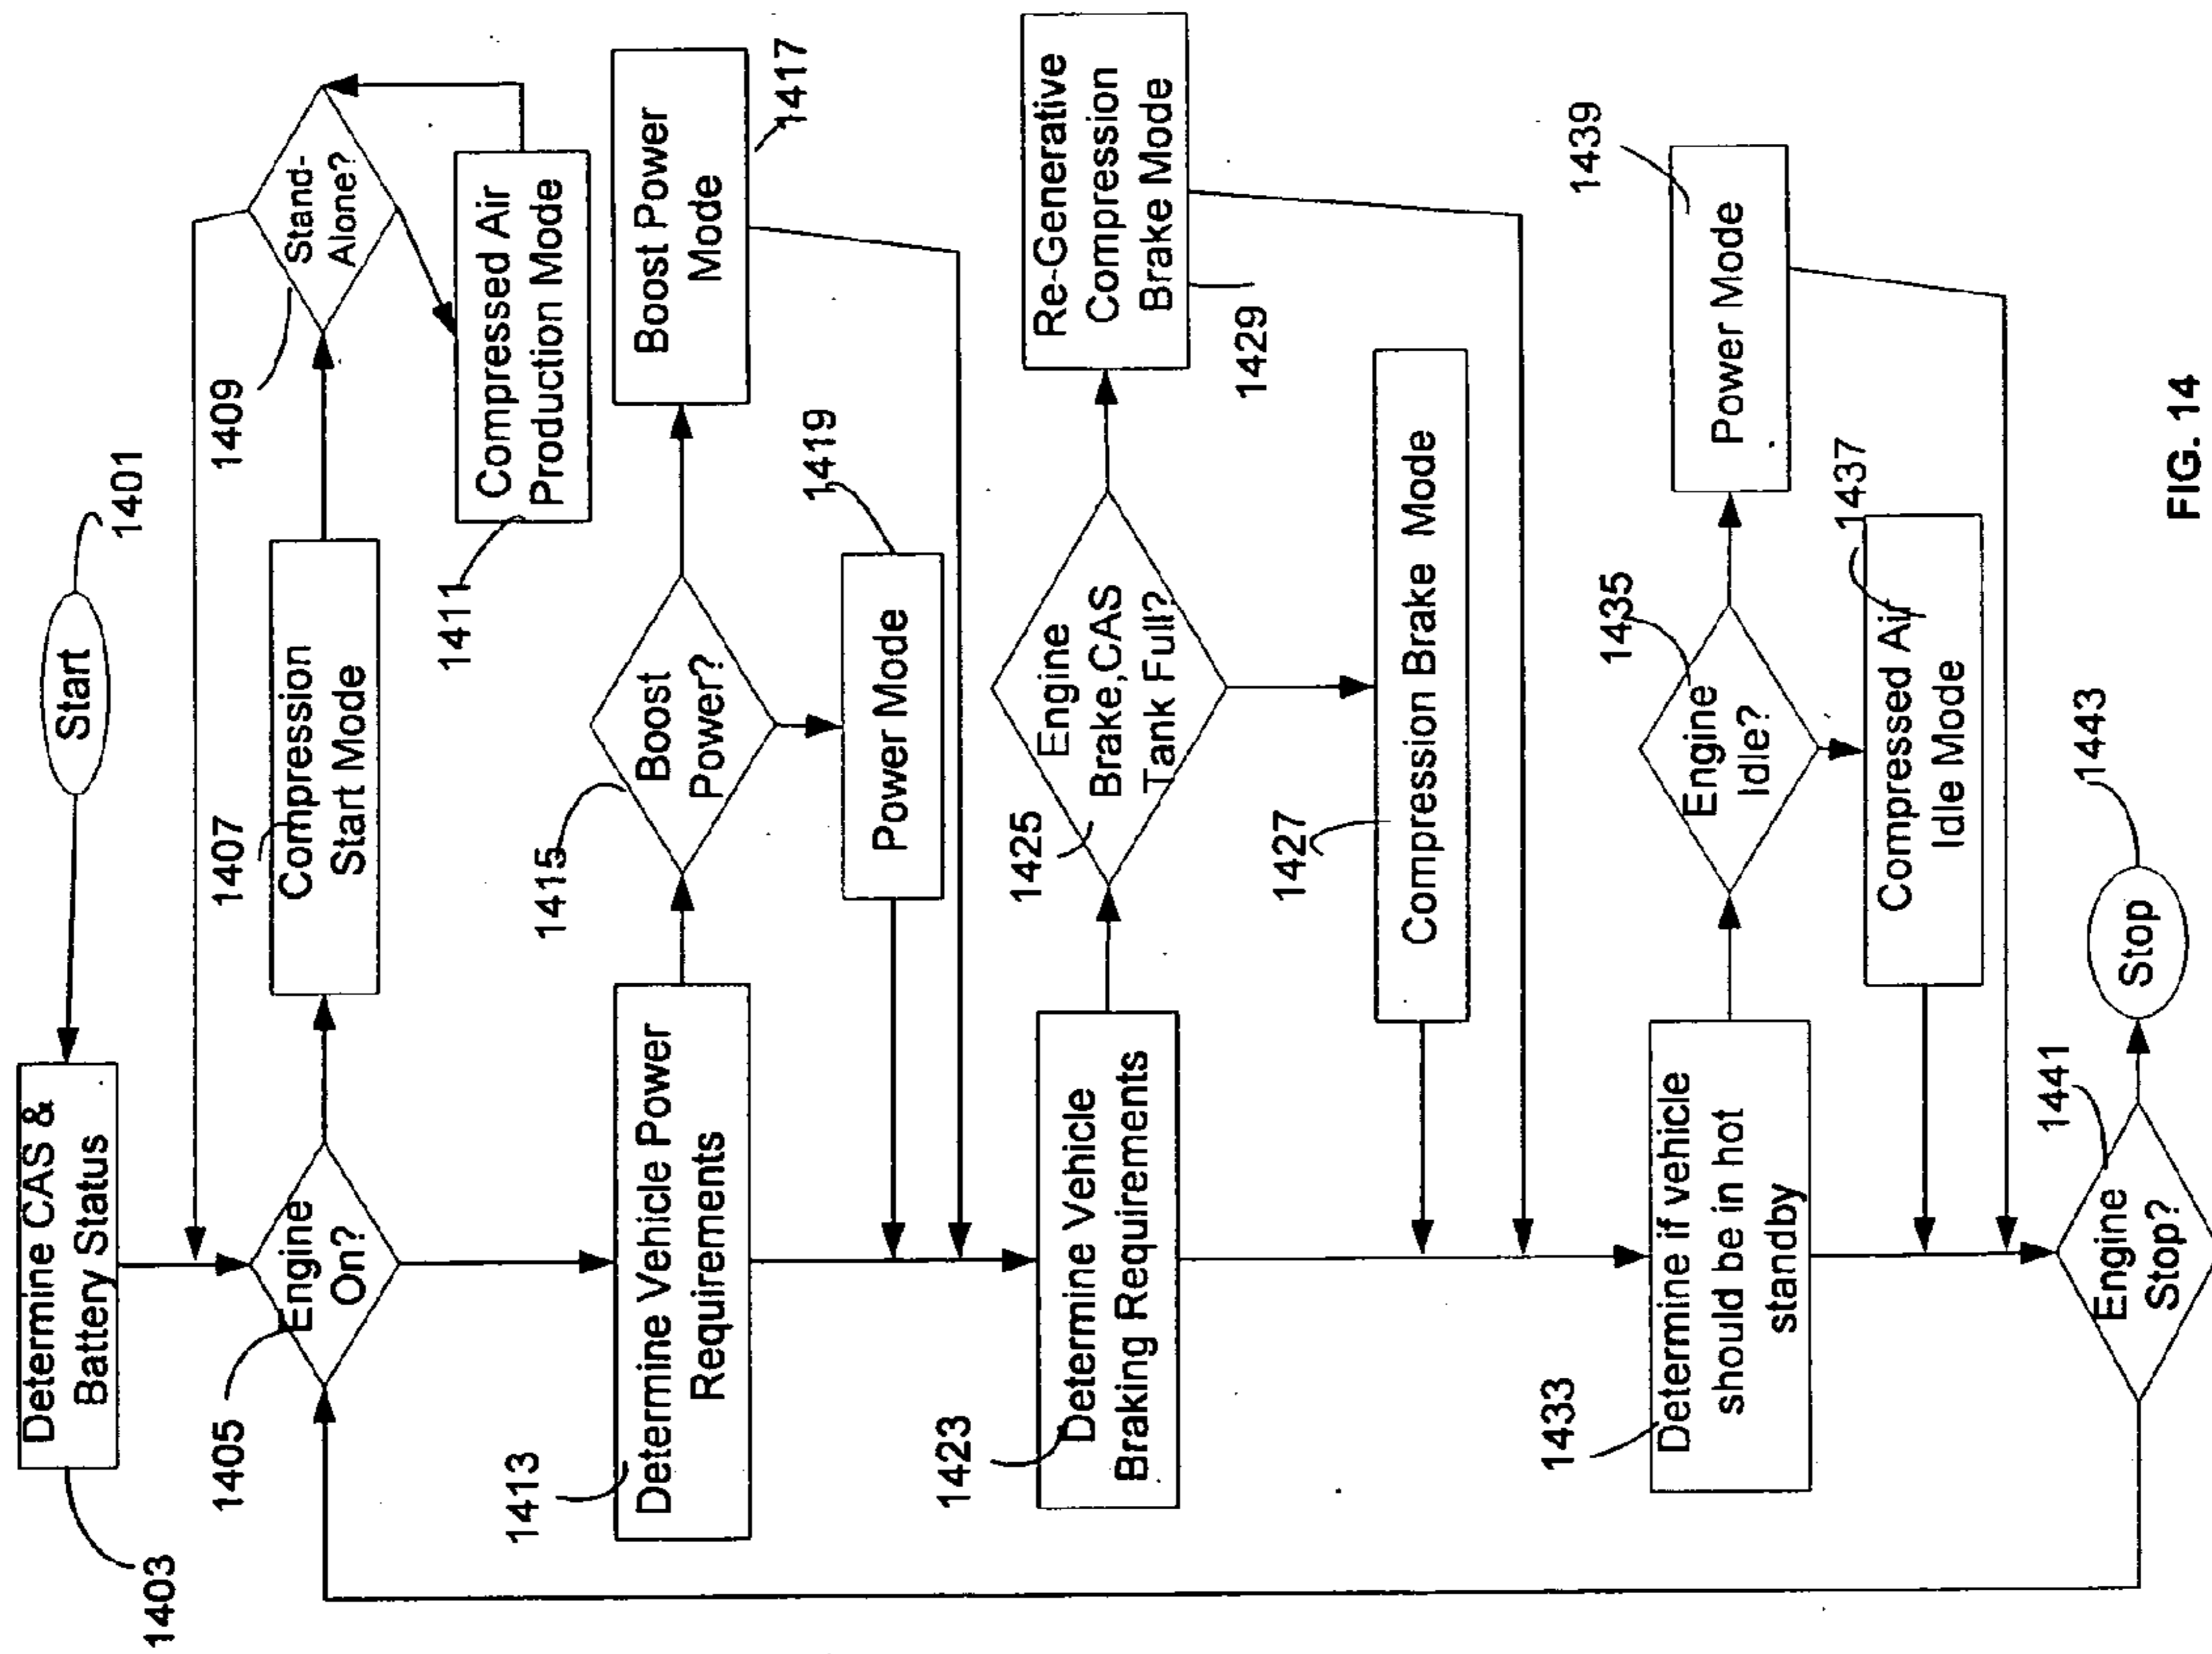 1401
Start
1403
Determine CAS &
Battery Status
1405
Engine
On?
1407
Compression
Start Mode
1409
Stand-
Alone?
1411
Compressed Air
Production Mode
1413
Determine Vehicle Power
Requirements
1415
Boost
Power?
1417
Boost Power
Mode
1419
Power Mode
1423
Determine Vehicle
Braking Requirements
1425
Engine
Brake,CAS
Tank Full?
1429
Re-Generative
Compression
Brake Mode
1427
Compression Brake Mode
1433
Determine if vehicle
should be in hot
standby
1435
Engine
Idle?
1439
Power Mode
1437
Compressed Air
Idle Mode
1441
Engine
Stop?
1443
Stop
FIG. 14